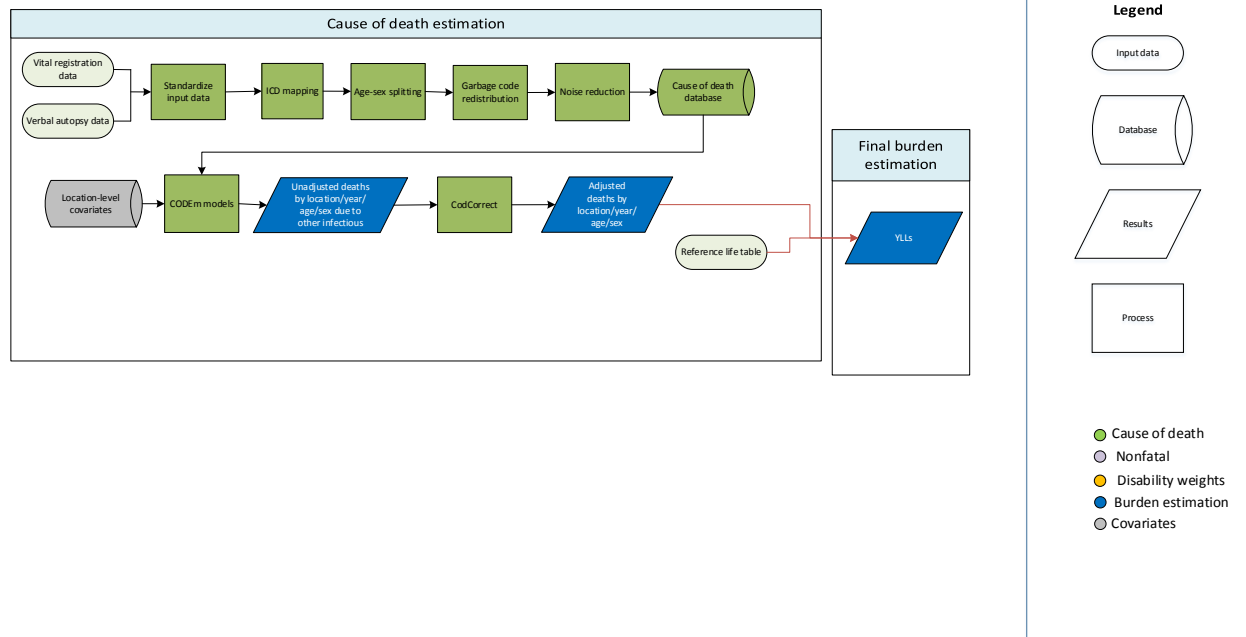 Cause of death estimation
Vital registration
data
Verbal autopsy data
Standardize
input data
ICD mapping
Age-sex splitting
Garbage code
redistribution
Noise reduction
Cause of death
database
Location-level
covariates
CODEm models
Unadjusted deaths
by location/year/
age/sex due to
other infectious
CodCorrect
Adjusted
deaths by
location/year/
age/sex
Reference life table
Final burden
estimation
YLLs
Legend
Input data
Database
Results
Process
Cause of death
Nonfatal
Disability weights
Burden estimation
Covariates